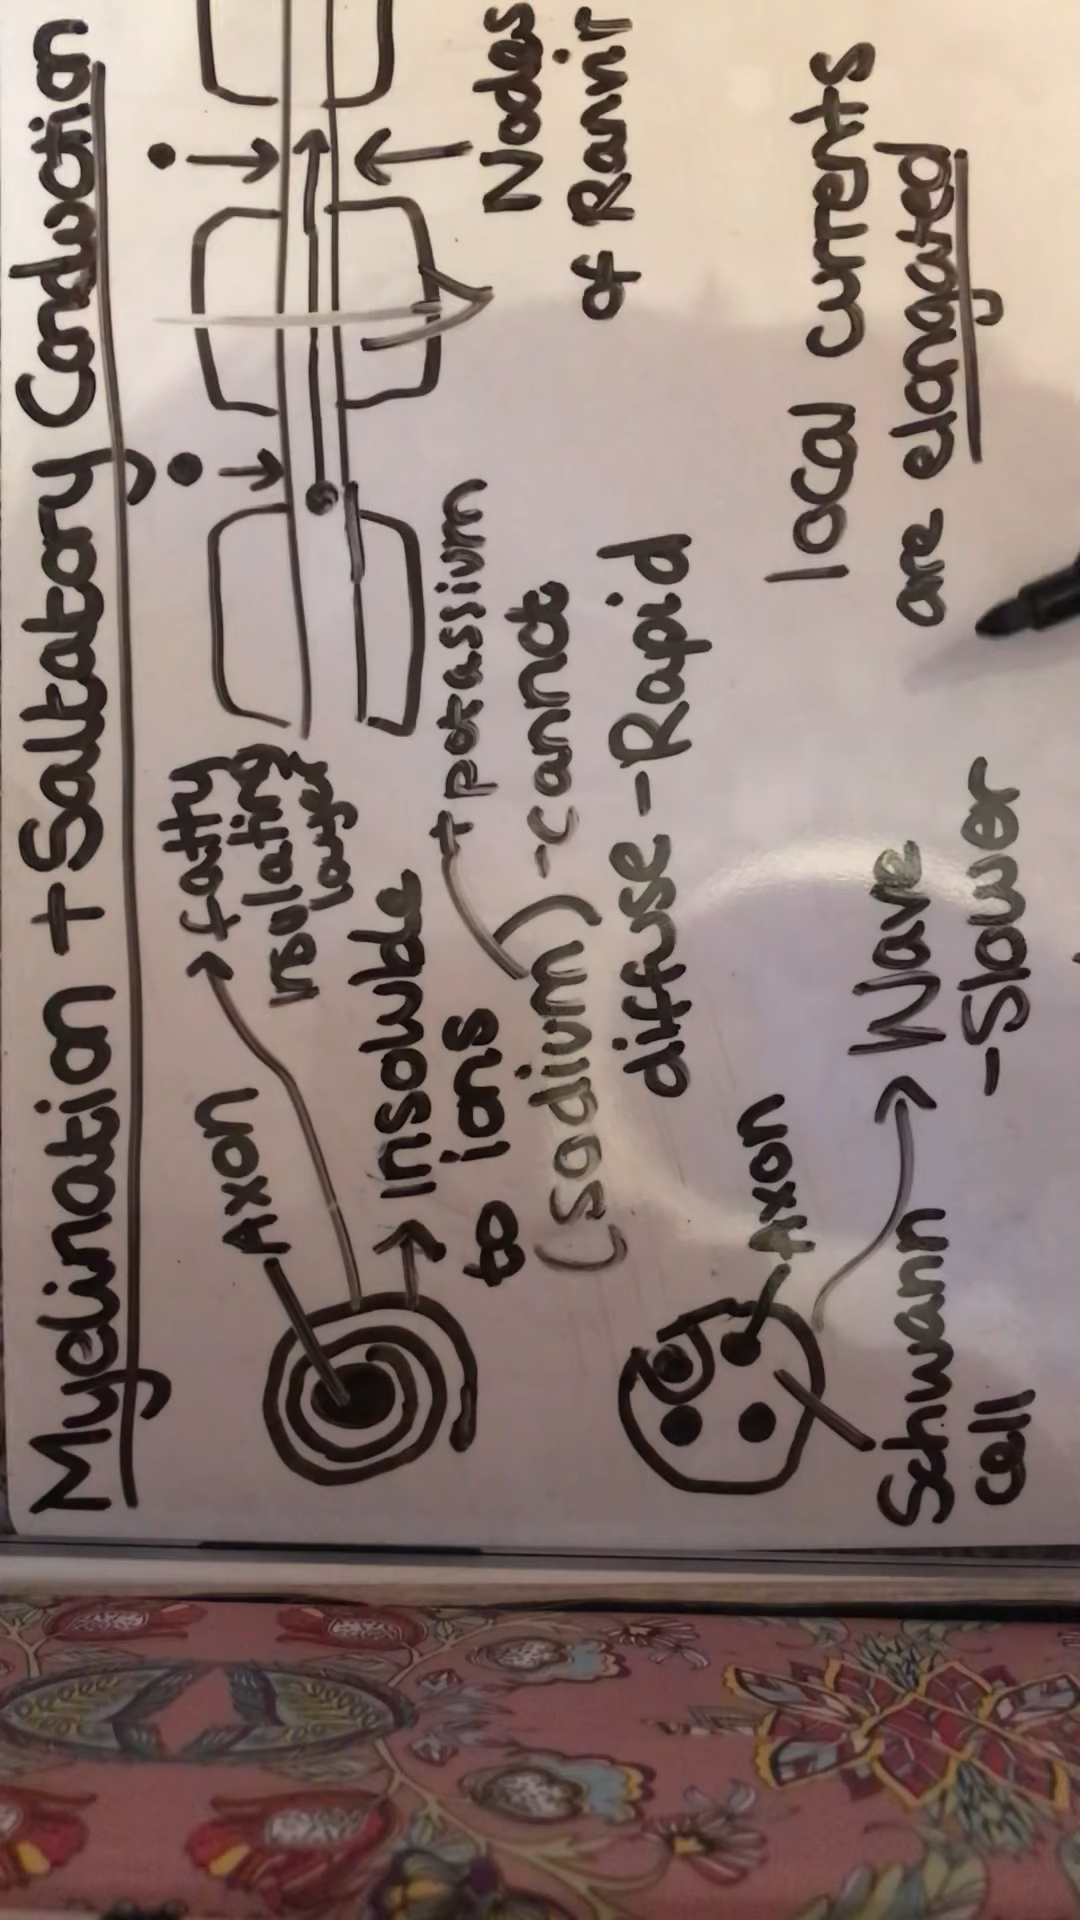 Myelination + Saltatory Conduction
Axon
fatty
insulating
layer
Insoluble
to ions
(sodium)
+ potassium
-cannot
diffuse -Rapid
Nodes
of Ranvir
Axon
Schwann
cell
Wave
-Slower
local currents
are elongated